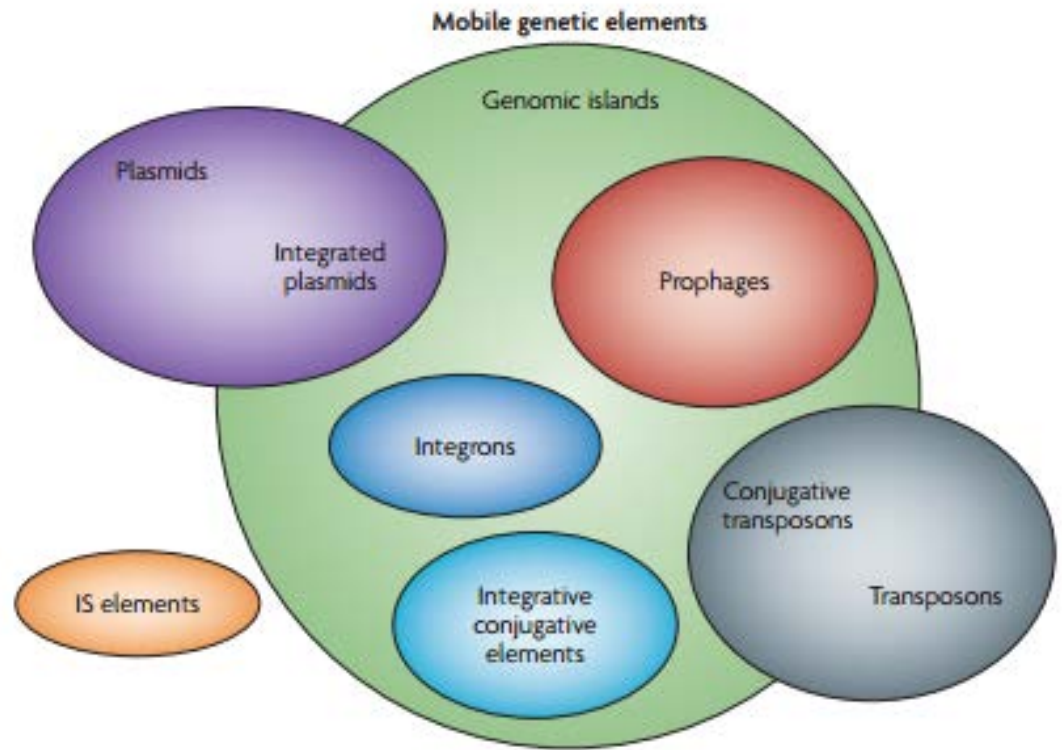 Mobile genetic elements
Genomic islands
Plasmids
Integrated
plasmids
Prophages
Integrons
Conjugative
transposons
Transposons
IS elements
Integrative
conjugative
elements